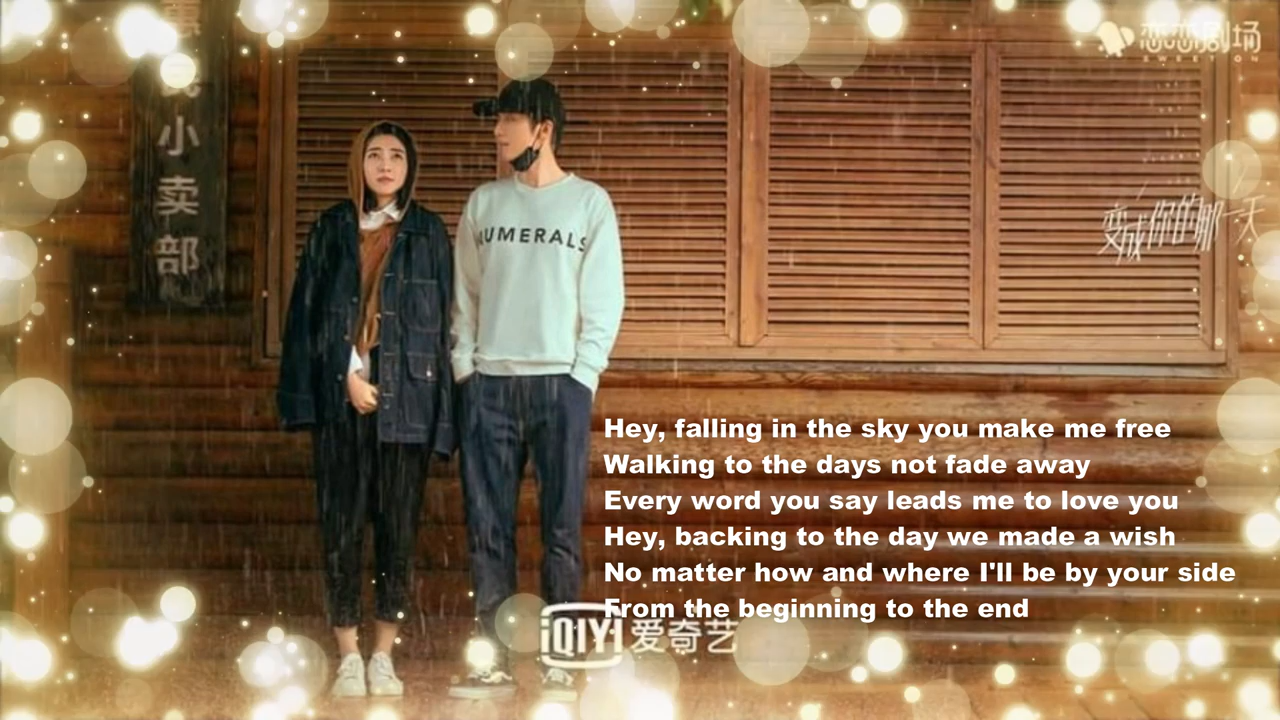 小卖部
恋恋剧场
SWEET ON
变成你的那一天
NUMERALS
Hey, falling in the sky you make me free
Walking to the days not fade away
Every word you say leads me to love you
Hey, backing to the day we made a wish
No matter how and where I'll be by your side
From the beginning to the end
iQIYI 爱奇艺